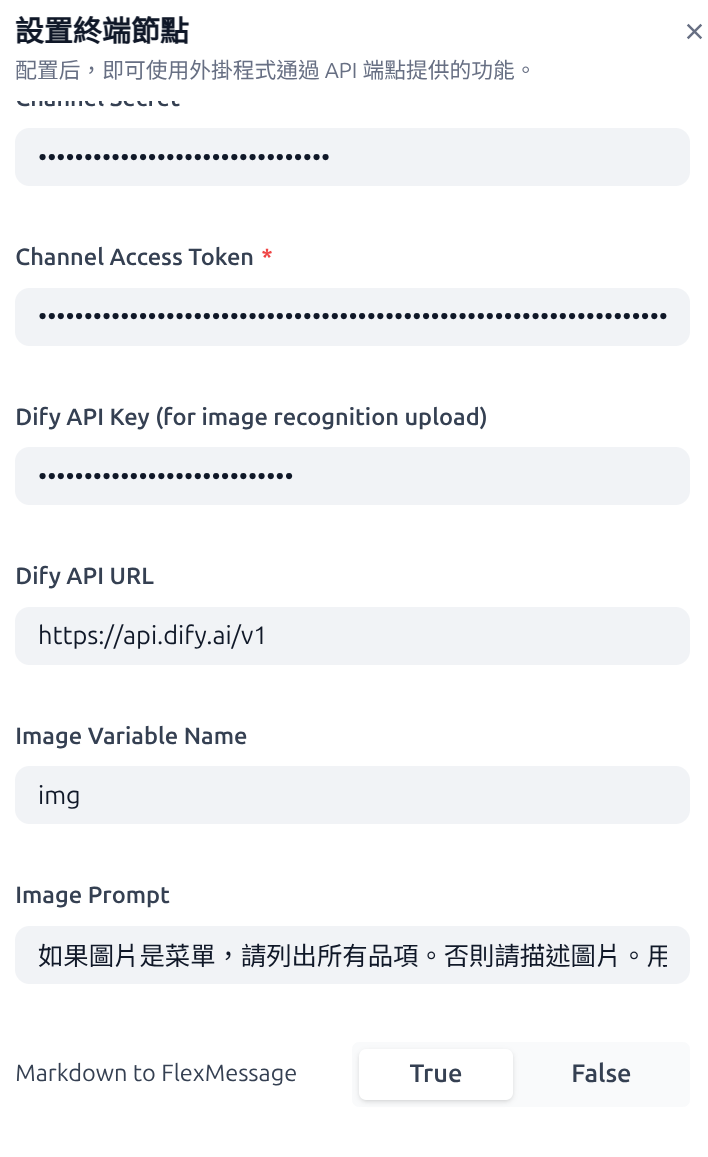 設置終端節點
配置后，即可使用外掛程式通過 API 端點提供的功能。
Channel Secret
••••••••••••••••••••••••••••••••
Channel Access Token *
•••••••••••••••••••••••••••••••••••••••••••••••••••••••••••••••••••••
Dify API Key (for image recognition upload)
••••••••••••••••••••••••••••
Dify API URL
https://api.dify.ai/v1
Image Variable Name
img
Image Prompt
如果圖片是菜單，請列出所有品項。否則請描述圖片。用
Markdown to FlexMessage
True False